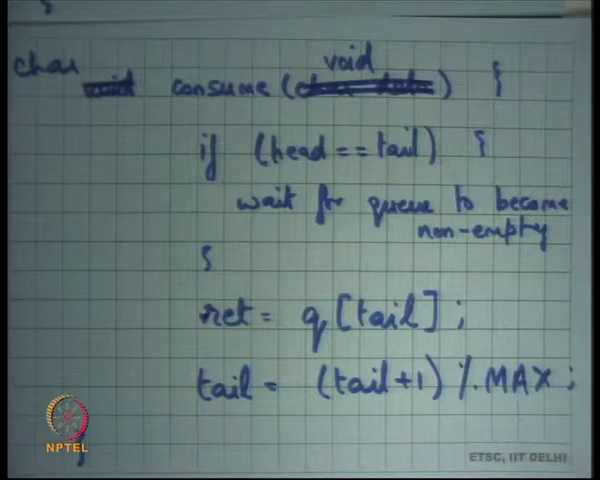 char consume (void) {
if (head == tail) {
wait for queue to become
non-empty
}
ret = q[tail];
tail = (tail+1) % MAX;
}
NPTEL
ETSC, IIT DELHI